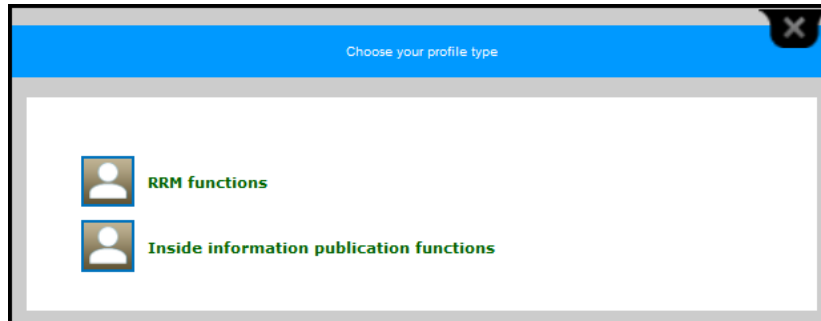 Choose your profile type
RRM functions
Inside information publication functions